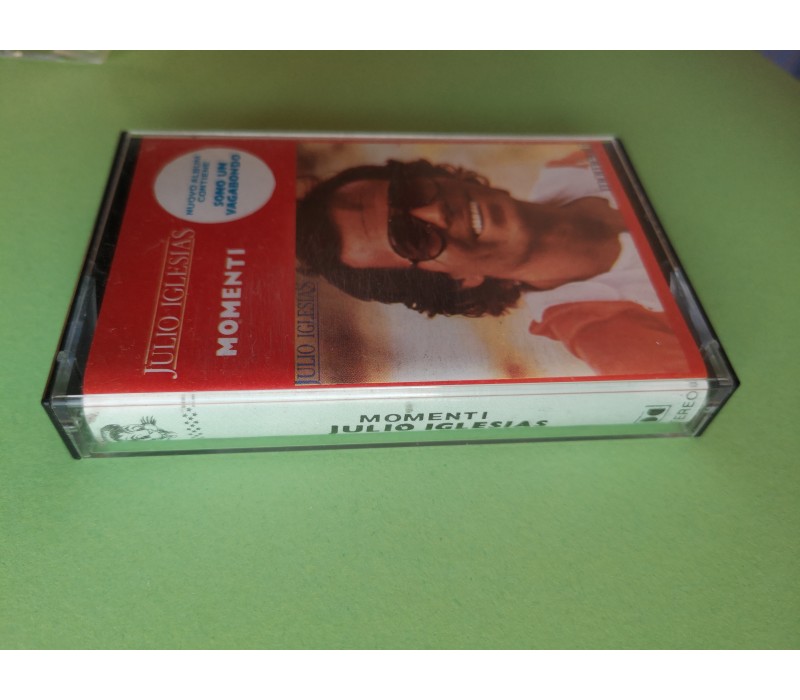 JULIO IGLESIAS
MOMENTI
NUOVO ALBUM
CONTIENE
SONO UN
VAGABONDO
JULIO IGLESIAS
MOMENTI
JULIO IGLESIAS